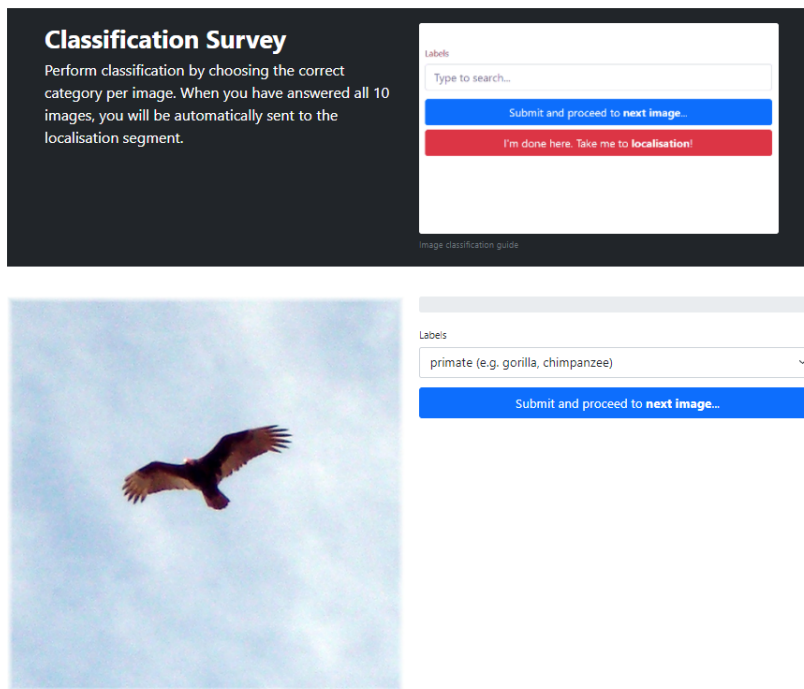 Classification Survey
Perform classification by choosing the correct
category per image. When you have answered all 10
images, you will be automatically sent to the
localisation segment.
Labels
Type to search...
Submit and proceed to next image...
I'm done here. Take me to localisation!
Image classification guide
Labels
primate (e.g. gorilla, chimpanzee)
Submit and proceed to next image...